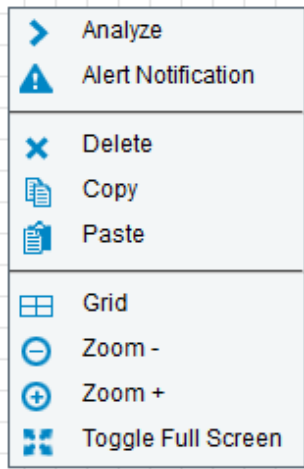 Analyze
Alert Notification
Delete
Copy
Paste
Grid
Zoom -
Zoom +
Toggle Full Screen